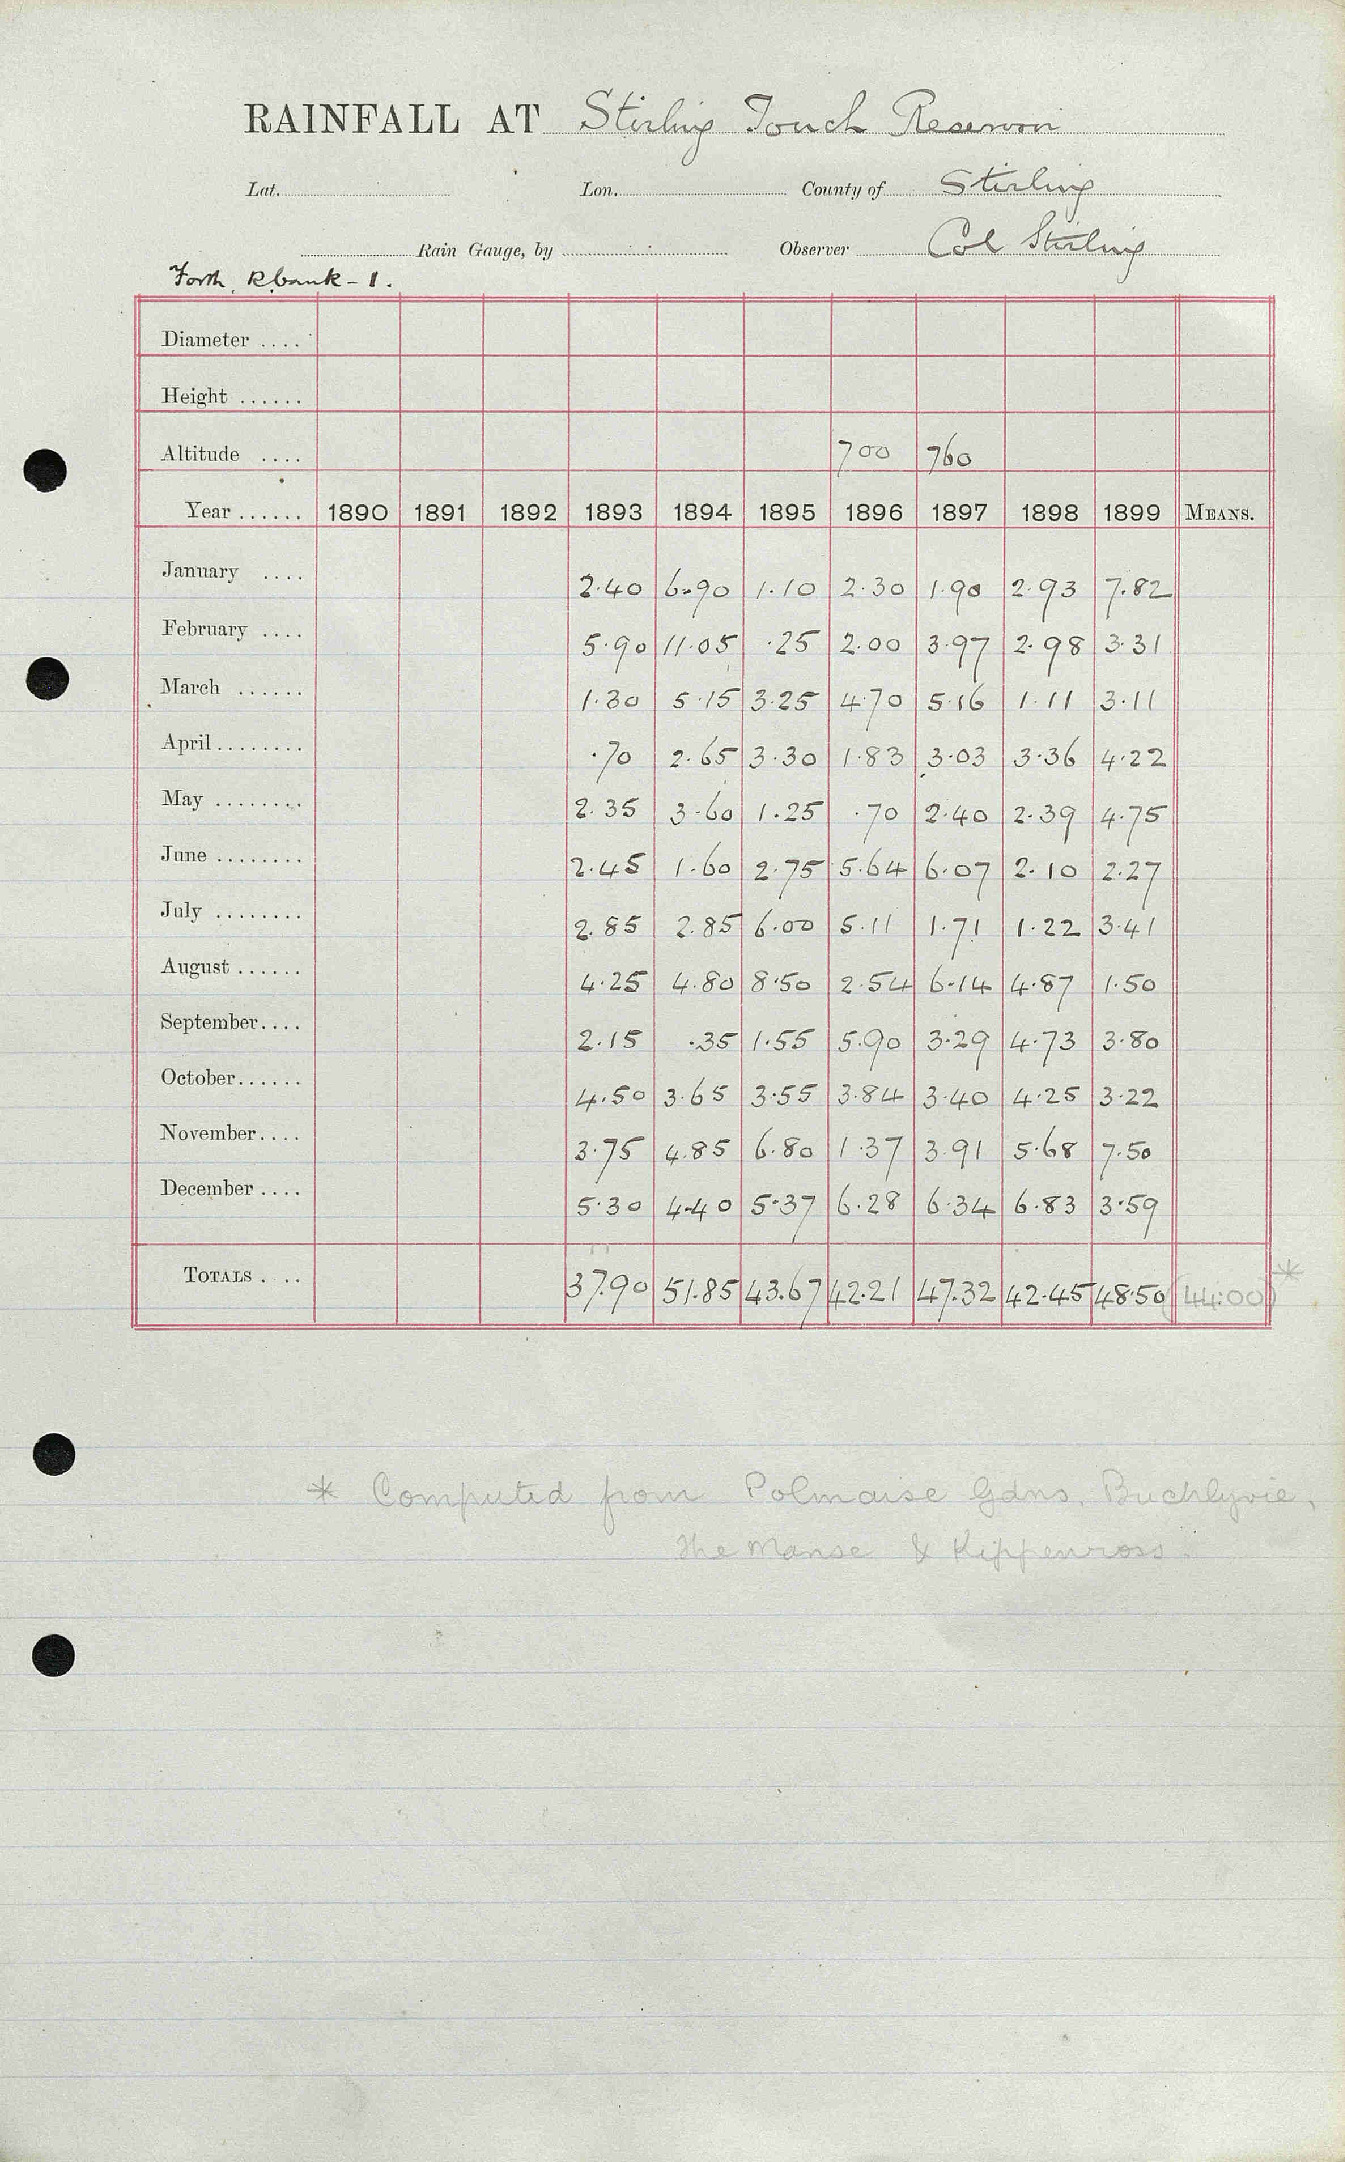 RAINFALL AT Stirling Touch Reservoir
Lat. Lon. County of Stirling
Rain Gauge, by Observer Col Stirling
Forth R bank - 1.
Diameter ....
Height ......
Altitude .... 700 760
Year ...... 1890 1891 1892 1893 1894 1895 1896 1897 1898 1899 MEANS.
January .... 2.40 6.90 1.10 2.30 1.90 2.93 7.82
February .... 5.90 11.05 .25 2.00 3.97 2.98 3.31
March ...... 1.30 5.15 3.25 4.70 5.16 1.11 3.11
April ........ .70 2.65 3.30 1.83 3.03 3.36 4.22
May ........ 2.35 3.60 1.25 .70 2.40 2.39 4.75
June ........ 2.45 1.60 2.75 5.64 6.07 2.10 2.27
July ........ 2.85 2.85 6.00 5.11 1.71 1.22 3.41
August ...... 4.25 4.80 8.50 2.54 6.14 4.87 1.50
September.... 2.15 .35 1.55 5.90 3.29 4.73 3.80
October...... 4.50 3.65 3.55 3.84 3.40 4.25 3.22
November.... 3.75 4.85 6.80 1.37 3.91 5.68 7.50
December .... 5.30 4.40 5.37 6.28 6.34 6.83 3.59
TOTALS .... 37.90 51.85 43.67 42.21 47.32 42.45 48.50 (44.00) *
* Computed from Polmaise Gdns, Buchlyvie,
The Manse & Kippenross.